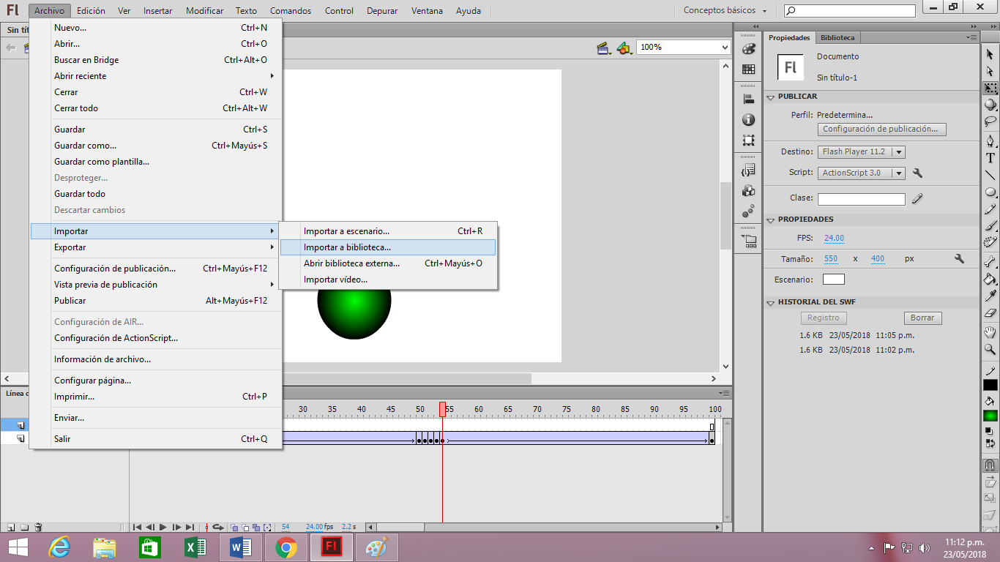 Fl Archivo Edición Ver Insertar Modificar Texto Comandos Control Depurar Ventana Ayuda Conceptos básicos
Sin tí
100%
Nuevo... Ctrl+N
Abrir... Ctrl+O
Buscar en Bridge Ctrl+Alt+O
Abrir reciente
Cerrar Ctrl+W
Cerrar todo Ctrl+Alt+W
Guardar Ctrl+S
Guardar como... Ctrl+Mayús+S
Guardar como plantilla...
Desproteger...
Guardar todo
Descartar cambios
Importar
Exportar
Configuración de publicación... Ctrl+Mayús+F12
Vista previa de publicación
Publicar Alt+Mayús+F12
Configuración de AIR...
Configuración de ActionScript...
Información de archivo...
Configurar página...
Imprimir... Ctrl+P
Enviar...
Salir Ctrl+Q
Importar a escenario... Ctrl+R
Importar a biblioteca...
Abrir biblioteca externa... Ctrl+Mayús+O
Importar vídeo...
Propiedades Biblioteca
Fl Documento
Sin título-1
PUBLICAR
Perfil: Predetermina...
Configuración de publicación...
Destino: Flash Player 11.2
Script: ActionScript 3.0
Clase:
PROPIEDADES
FPS: 24.00
Tamaño: 550 x 400 px
Escenario:
HISTORIAL DEL SWF
Registro Borrar
1.6 KB 23/05/2018 11:05 p.m.
1.6 KB 23/05/2018 11:02 p.m.
T
Línea d
30 35 40 45 50 55 60 65 70 75 80 85 90 95 100
54 24.00 fps 2.2 s
Fl
11:12 p.m.
23/05/2018